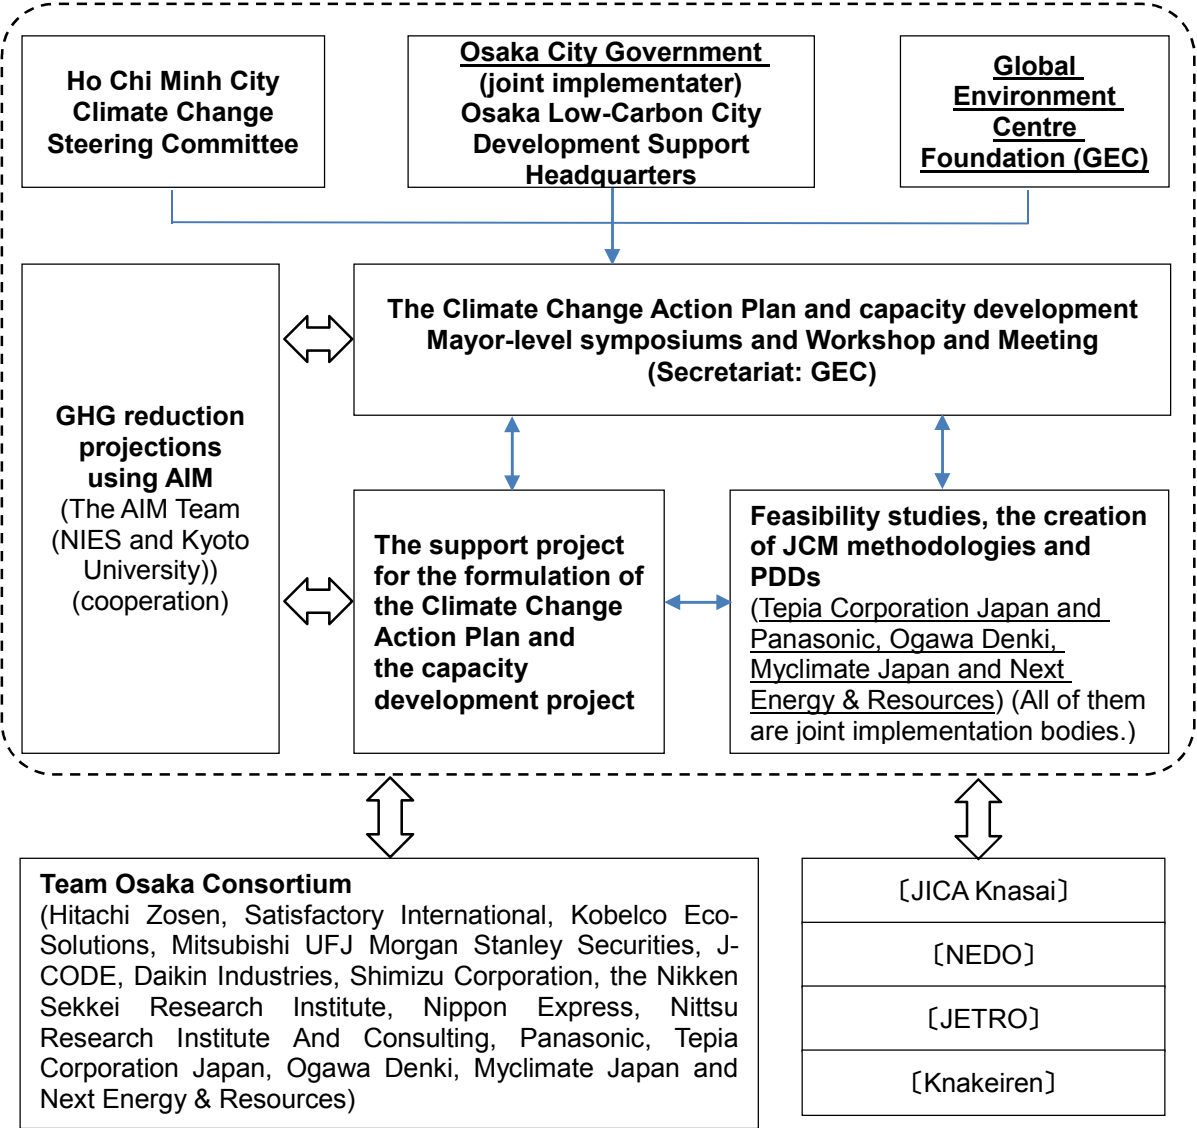 Ho Chi Minh City
Climate Change
Steering Committee
Osaka City Government
(joint implementater)
Osaka Low-Carbon City
Development Support
Headquarters
Global
Environment
Centre
Foundation (GEC)
The Climate Change Action Plan and capacity development
Mayor-level symposiums and Workshop and Meeting
(Secretariat: GEC)
GHG reduction
projections
using AIM
(The AIM Team
(NIES and Kyoto
University))
(cooperation)
The support project
for the formulation of
the Climate Change
Action Plan and
the capacity
development project
Feasibility studies, the creation
of JCM methodologies and
PDDs
(Tepia Corporation Japan and
Panasonic, Ogawa Denki,
Myclimate Japan and Next
Energy & Resources) (All of them
are joint implementation bodies.)
Team Osaka Consortium
(Hitachi Zosen, Satisfactory International, Kobelco Eco-
Solutions, Mitsubishi UFJ Morgan Stanley Securities, J-
CODE, Daikin Industries, Shimizu Corporation, the Nikken
Sekkei Research Institute, Nippon Express, Nittsu
Research Institute And Consulting, Panasonic, Tepia
Corporation Japan, Ogawa Denki, Myclimate Japan and
Next Energy & Resources)
〔JICA Knasai〕
〔NEDO〕
〔JETRO〕
〔Knakeiren〕